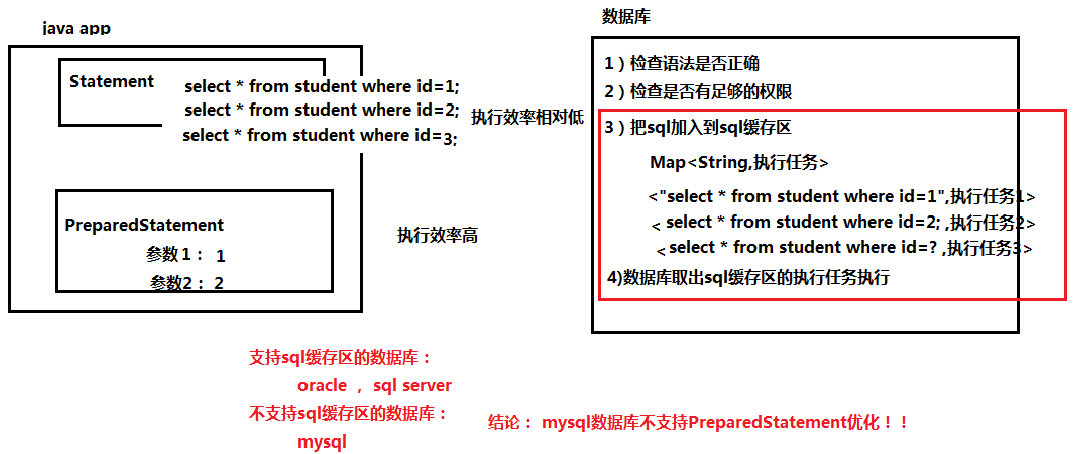 java app
数据库
Statement
select * from student where id=1;
select * from student where id=2;
select * from student where id=3;
执行效率相对低
PreparedStatement
参数1： 1
参数2： 2
执行效率高
1）检查语法是否正确
2）检查是否有足够的权限
3）把sql加入到sql缓存区
Map<String,执行任务>
<"select * from student where id=1",执行任务1>
< select * from student where id=2; ,执行任务2>
< select * from student where id=? ,执行任务3>
4)数据库取出sql缓存区的执行任务执行
支持sql缓存区的数据库：
oracle ， sql server
不支持sql缓存区的数据库：
mysql
结论： mysql数据库不支持PreparedStatement优化！！